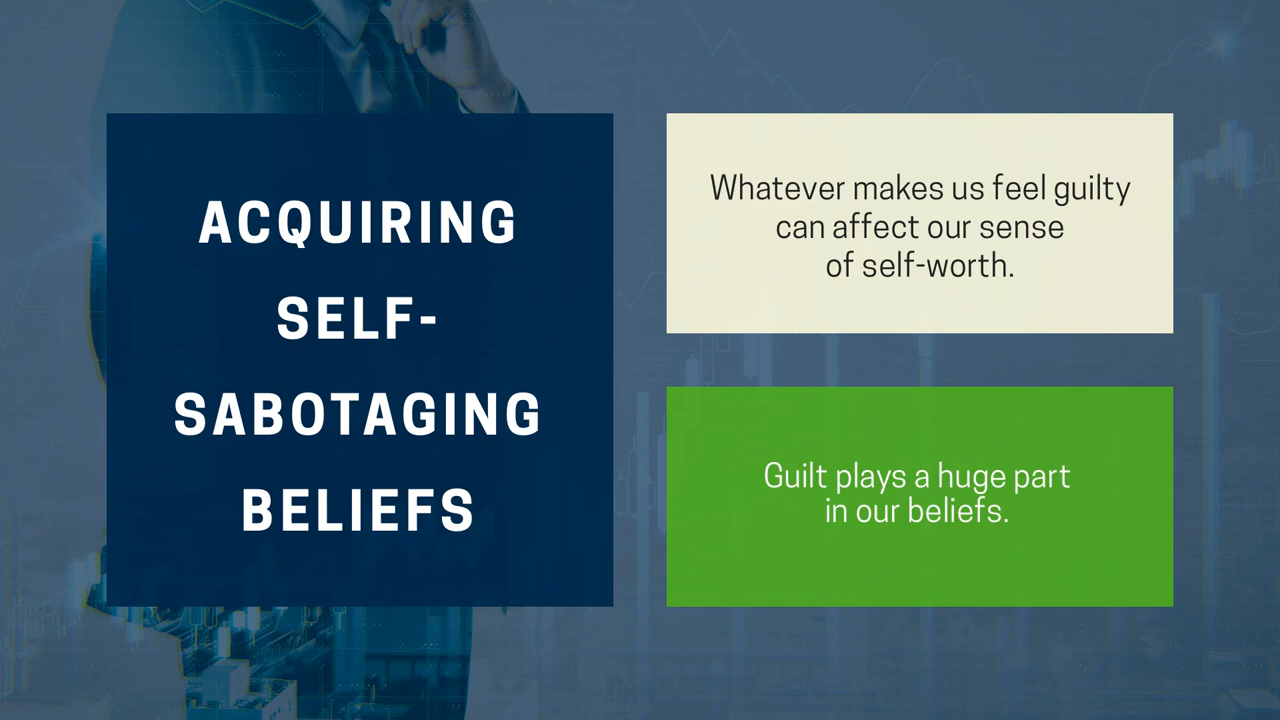 ACQUIRING
SELF-
SABOTAGING
BELIEFS
Whatever makes us feel guilty
can affect our sense
of self-worth.
Guilt plays a huge part
in our beliefs.